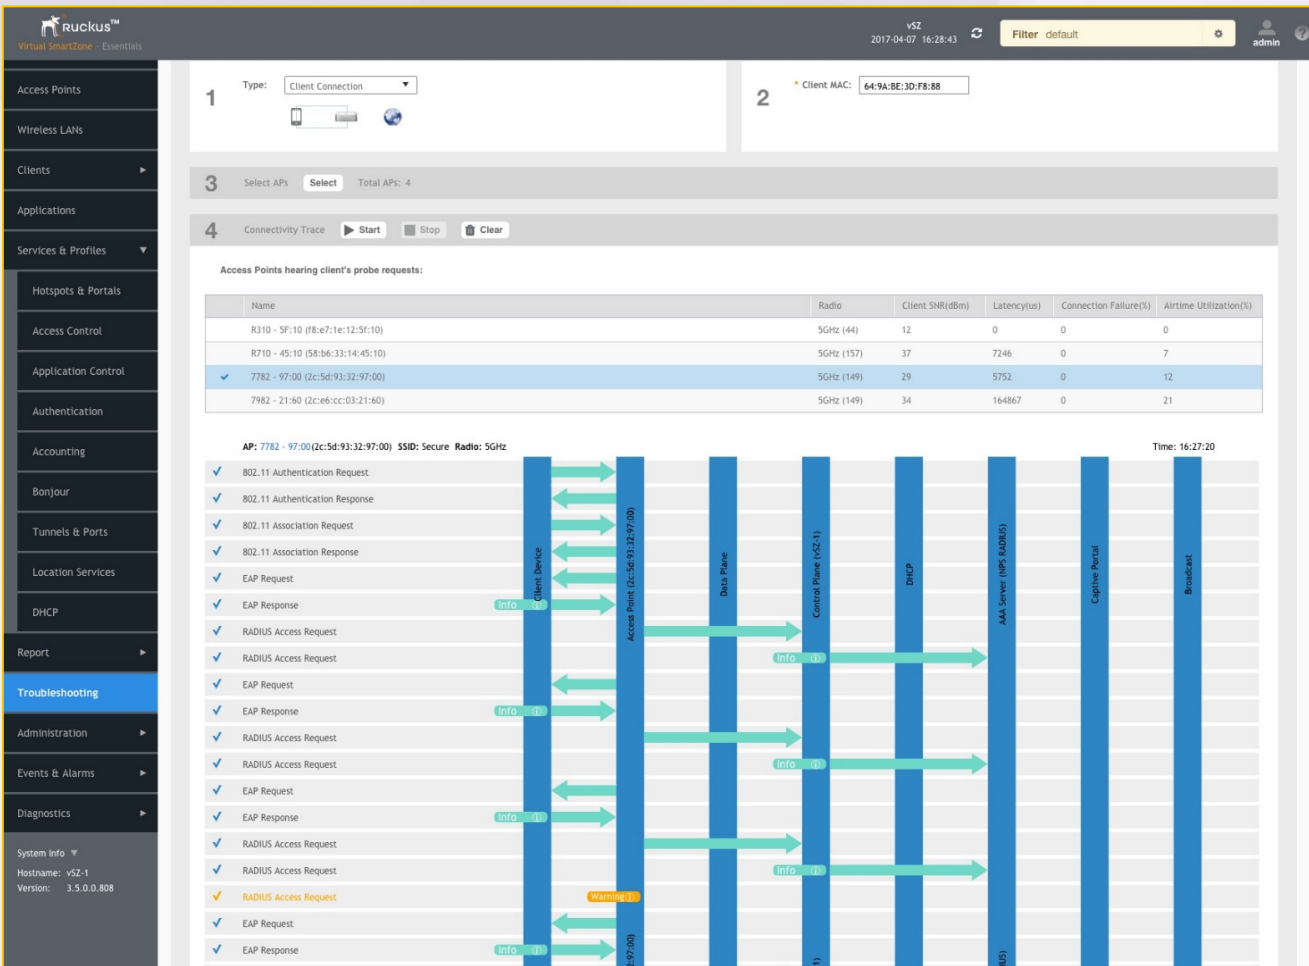 Ruckus™
Virtual SmartZone - Essentials
vSZ
2017-04-07 16:28:43
Filter default
admin
Access Points
Wireless LANs
Clients
Applications
Services & Profiles
Hotspots & Portals
Access Control
Application Control
Authentication
Accounting
Bonjour
Tunnels & Ports
Location Services
DHCP
Report
Troubleshooting
Administration
Events & Alarms
Diagnostics
System Info
Hostname: vSZ-1
Version: 3.5.0.0.808
1 Type: Client Connection
2 * Client MAC: 64:9A:BE:3D:F8:88
3 Select APs Select Total APs: 4
4 Connectivity Trace Start Stop Clear
Access Points hearing client's probe requests:
Name Radio Client SNR(dBm) Latency(us) Connection Failure(%) Airtime Utilization(%)
R310 - 5F:10 (f8:e7:1e:12:5f:10) 5GHz (44) 12 0 0 0
R710 - 45:10 (58:b6:33:14:45:10) 5GHz (157) 37 7246 0 7
7782 - 97:00 (2c:5d:93:32:97:00) 5GHz (149) 29 5752 0 12
7982 - 21:60 (2c:e6:cc:03:21:60) 5GHz (149) 34 164867 0 21
AP: 7782 - 97:00(2c:5d:93:32:97:00) SSID: Secure Radio: 5GHz Time: 16:27:20
Client Device
Access Point (2c:5d:93:32:97:00)
Data Plane
Control Plane (vSZ-1)
DHCP
AAA Server (NPS RADIUS)
Captive Portal
Broadcast
802.11 Authentication Request
802.11 Authentication Response
802.11 Association Request
802.11 Association Response
EAP Request
EAP Response Info
RADIUS Access Request
RADIUS Access Request Info
EAP Request
EAP Response Info
RADIUS Access Request
RADIUS Access Request Info
EAP Request
EAP Response Info
RADIUS Access Request
RADIUS Access Request Info
RADIUS Access Request Warning
EAP Request
EAP Response Info